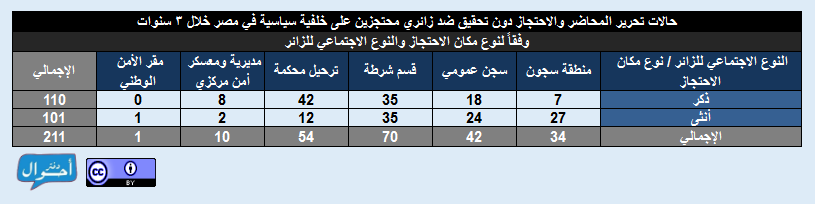 حالات تحرير المحاضر والاحتجاز دون تحقيق ضد زائري محتجزين على خلفية سياسية في مصر خلال ٣ سنوات
وفقاً لنوع مكان الاحتجاز والنوع الاجتماعي للزائر
النوع الاجتماعي للزائر / نوع مكان الاحتجاز منطقة سجون سجن عمومي قسم شرطة ترحيل محكمة مديرية ومعسكر أمن مركزي مقر الأمن الوطني الإجمالي
ذكر 7 18 35 42 8 0 110
أنثى 27 24 35 12 2 1 101
الإجمالي 34 42 70 54 10 1 211
دفتر أحوال
cc BY